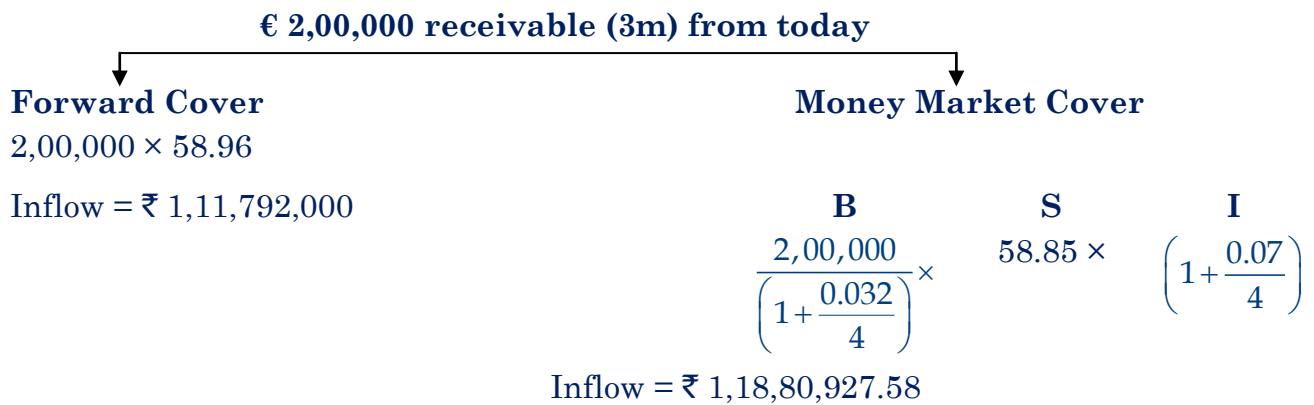 € 2,00,000 receivable (3m) from today
Forward Cover
2,00,000 × 58.96
Inflow = ₹ 1,11,792,000
Money Market Cover
B S I
2,00,000 / (1 + 0.032 / 4) × 58.85 × (1 + 0.07 / 4)
Inflow = ₹ 1,18,80,927.58